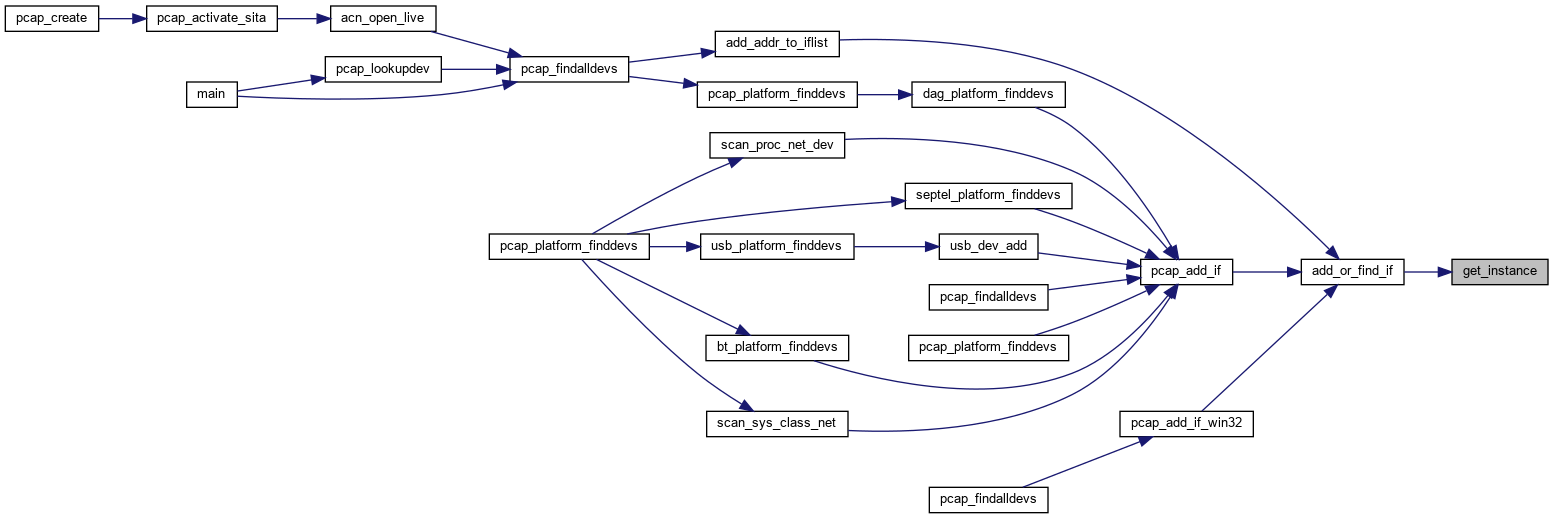 pcap_create
pcap_activate_sita
acn_open_live
add_addr_to_iflist
pcap_lookupdev
pcap_findalldevs
main
pcap_platform_finddevs
dag_platform_finddevs
scan_proc_net_dev
septel_platform_finddevs
pcap_platform_finddevs
usb_platform_finddevs
usb_dev_add
pcap_add_if
add_or_find_if
get_instance
pcap_findalldevs
bt_platform_finddevs
pcap_platform_finddevs
scan_sys_class_net
pcap_add_if_win32
pcap_findalldevs